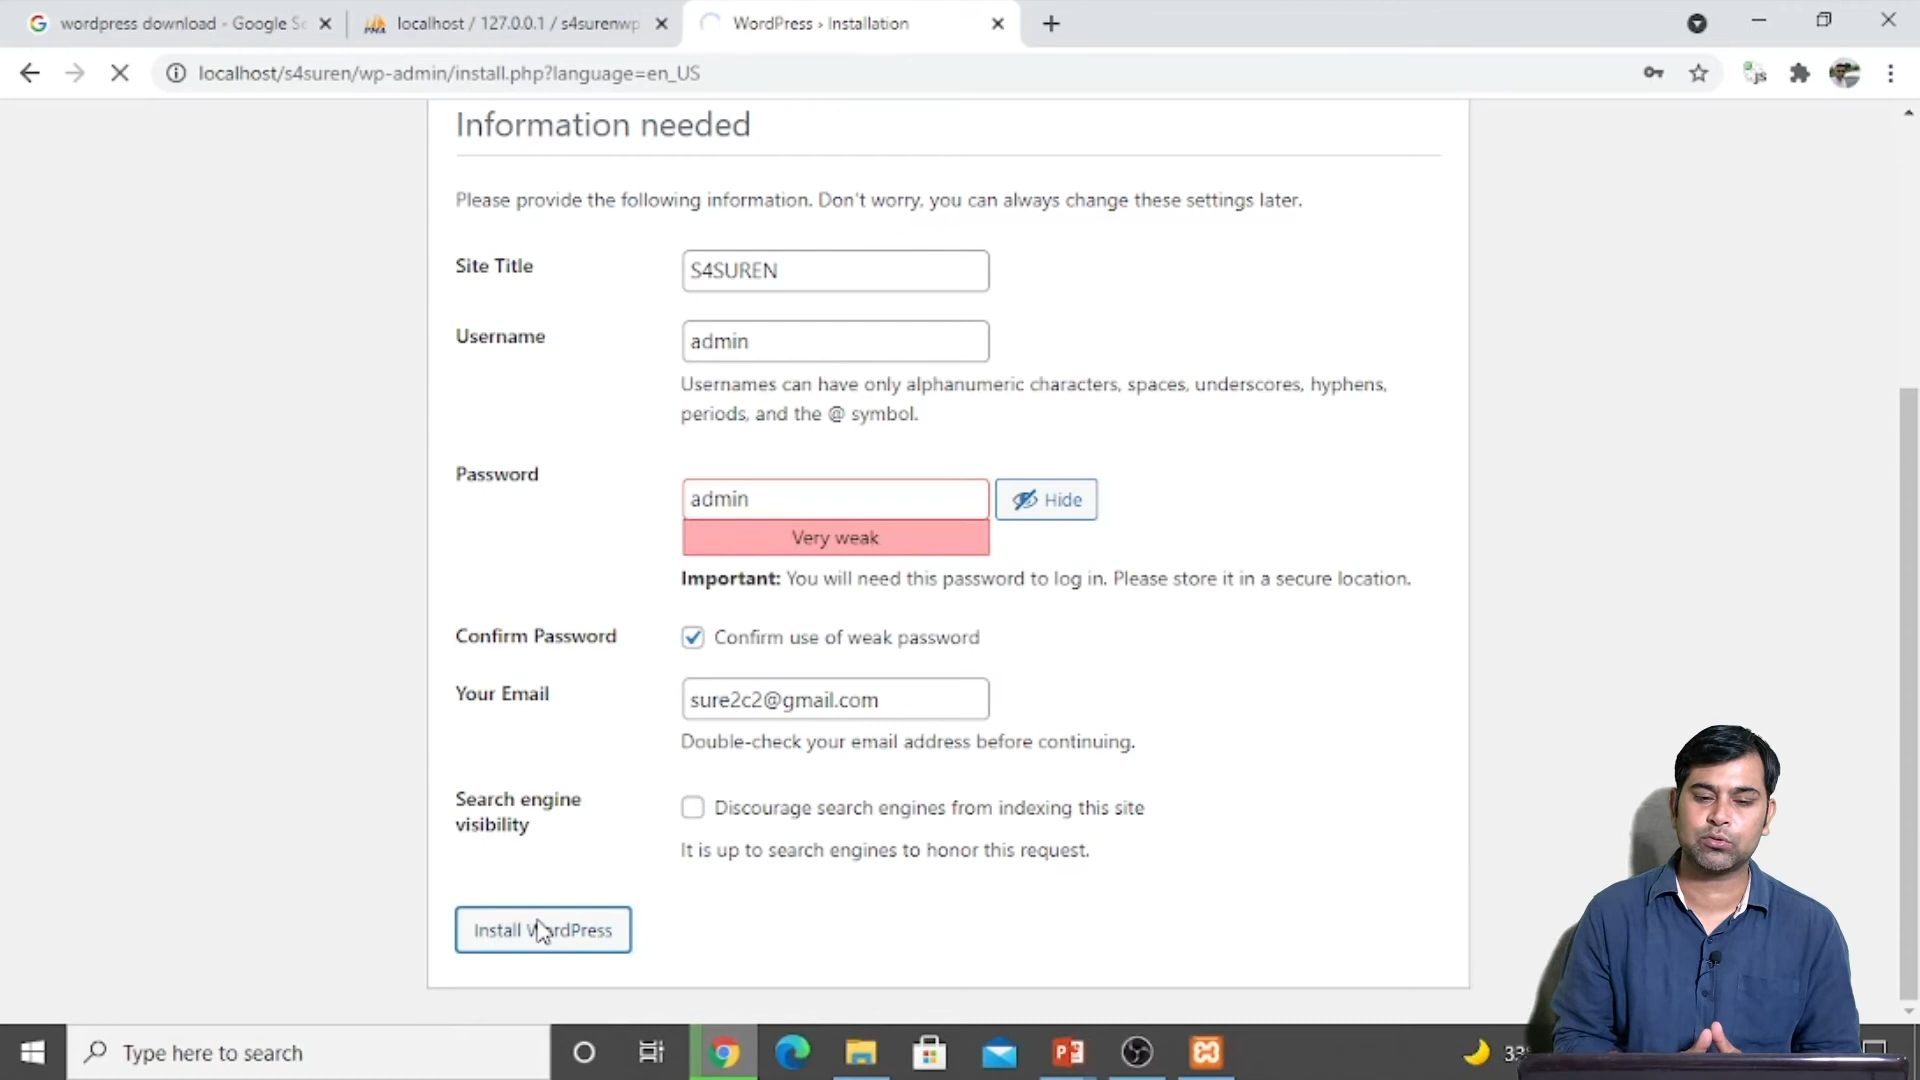 wordpress download - Google Se
localhost / 127.0.0.1 / s4surenwp
WordPress › Installation
localhost/s4suren/wp-admin/install.php?language=en_US
Information needed
Please provide the following information. Don't worry, you can always change these settings later.
Site Title
S4SUREN
Username
admin
Usernames can have only alphanumeric characters, spaces, underscores, hyphens,
periods, and the @ symbol.
Password
admin
Hide
Very weak
Important: You will need this password to log in. Please store it in a secure location.
Confirm Password
Confirm use of weak password
Your Email
sure2c2@gmail.com
Double-check your email address before continuing.
Search engine
visibility
Discourage search engines from indexing this site
It is up to search engines to honor this request.
Install WordPress
Type here to search